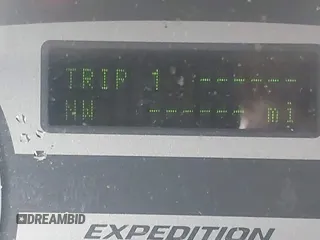 TRIP 1 ------
NW ------ mi
DREAMBID
EXPEDITION